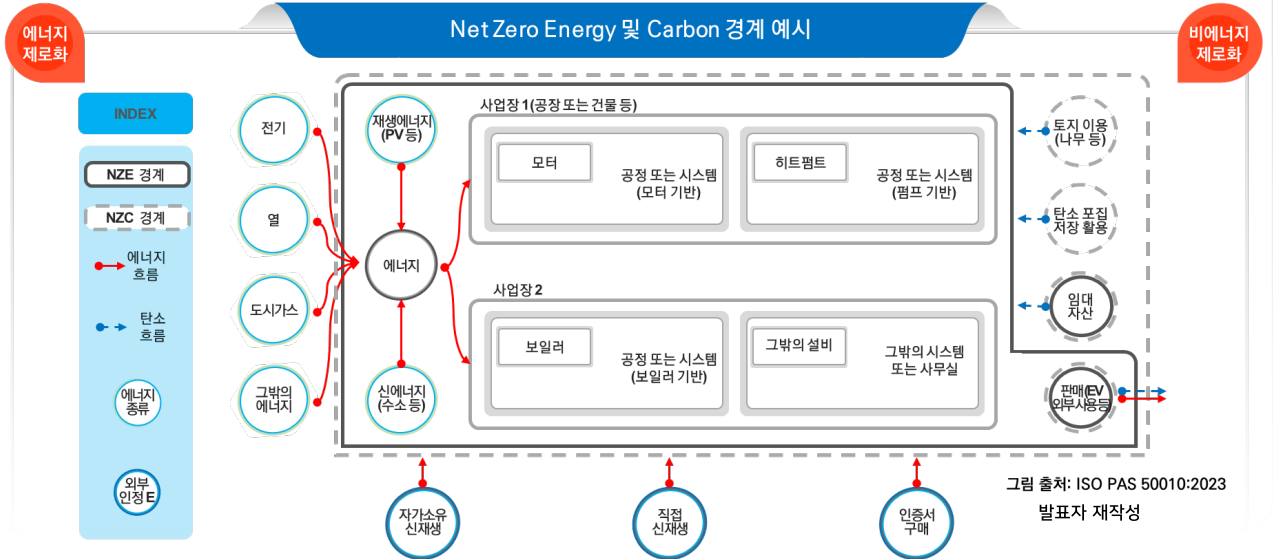 Net Zero Energy 및 Carbon 경계 예시
에너지
제로화
비에너지
제로화
INDEX
NZE 경계
NZC 경계
에너지
흐름
탄소
흐름
에너지
종류
외부
인정 E
전기
열
도시가스
그밖의
에너지
재생에너지
(PV 등)
에너지
신에너지
(수소 등)
사업장 1 (공장 또는 건물 등)
모터
공정 또는 시스템
(모터 기반)
히트펌트
공정 또는 시스템
(펌프 기반)
사업장 2
보일러
공정 또는 시스템
(보일러 기반)
그밖의 설비
그밖의 시스템
또는 사무실
토지 이용
(나무 등)
탄소 포집
저장 활용
임대
자산
판매(EV
외부사용등)
자가소유
신재생
직접
신재생
인증서
구매
그림 출처: ISO PAS 50010:2023
발표자 재작성